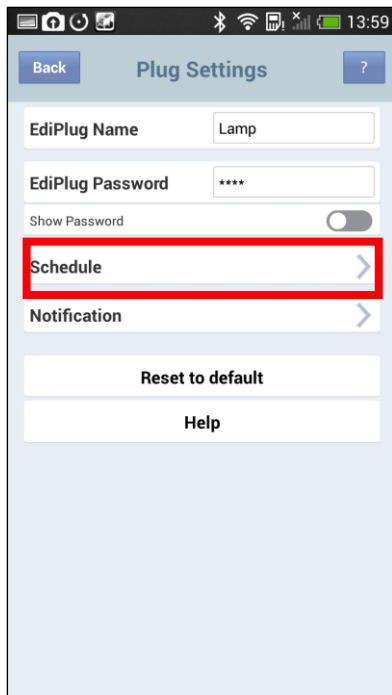 13:59
Back Plug Settings ?
EdiPlug Name Lamp
EdiPlug Password ****
Show Password
Schedule
Notification
Reset to default
Help